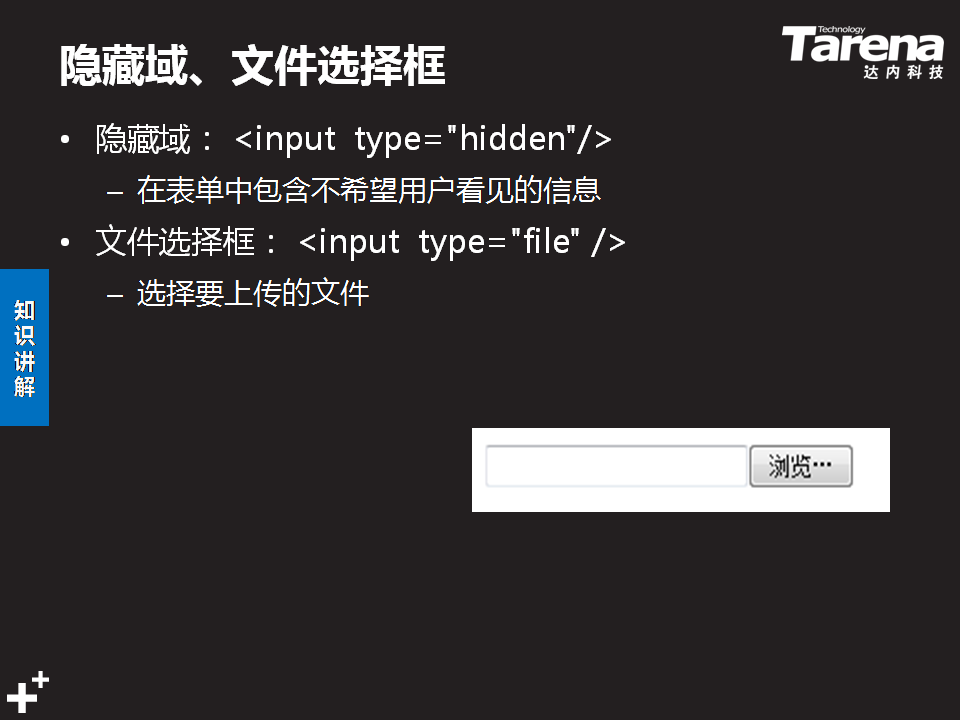 隐藏域、文件选择框
Technology
Tarena
达内科技
• 隐藏域： <input type="hidden"/>
– 在表单中包含不希望用户看见的信息
• 文件选择框： <input type="file" />
– 选择要上传的文件
知识讲解
浏览…